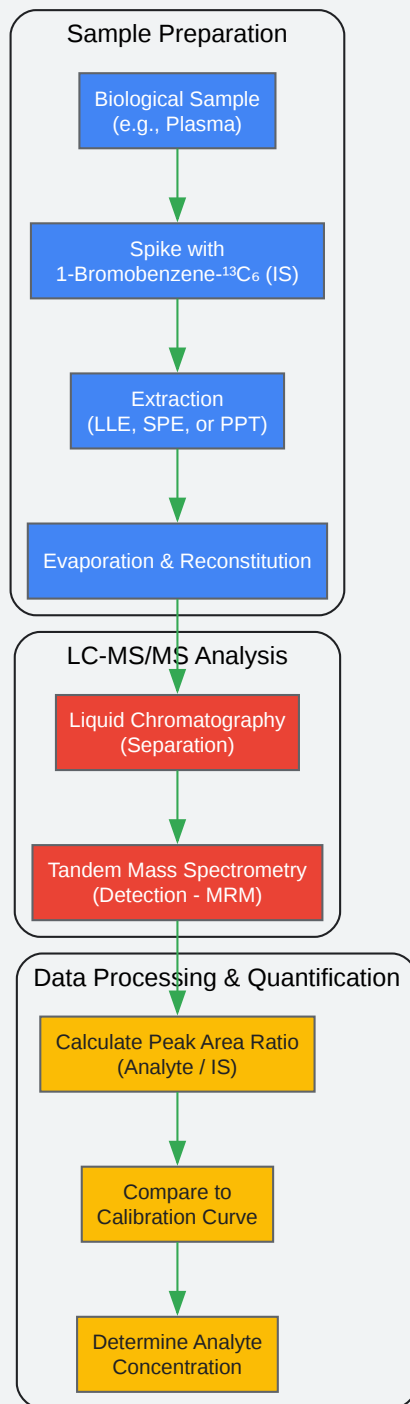 Sample Preparation
Biological Sample
(e.g., Plasma)
Spike with
1-Bromobenzene-¹³C₆ (IS)
Extraction
(LLE, SPE, or PPT)
Evaporation & Reconstitution
LC-MS/MS Analysis
Liquid Chromatography
(Separation)
Tandem Mass Spectrometry
(Detection - MRM)
Data Processing & Quantification
Calculate Peak Area Ratio
(Analyte / IS)
Compare to
Calibration Curve
Determine Analyte
Concentration